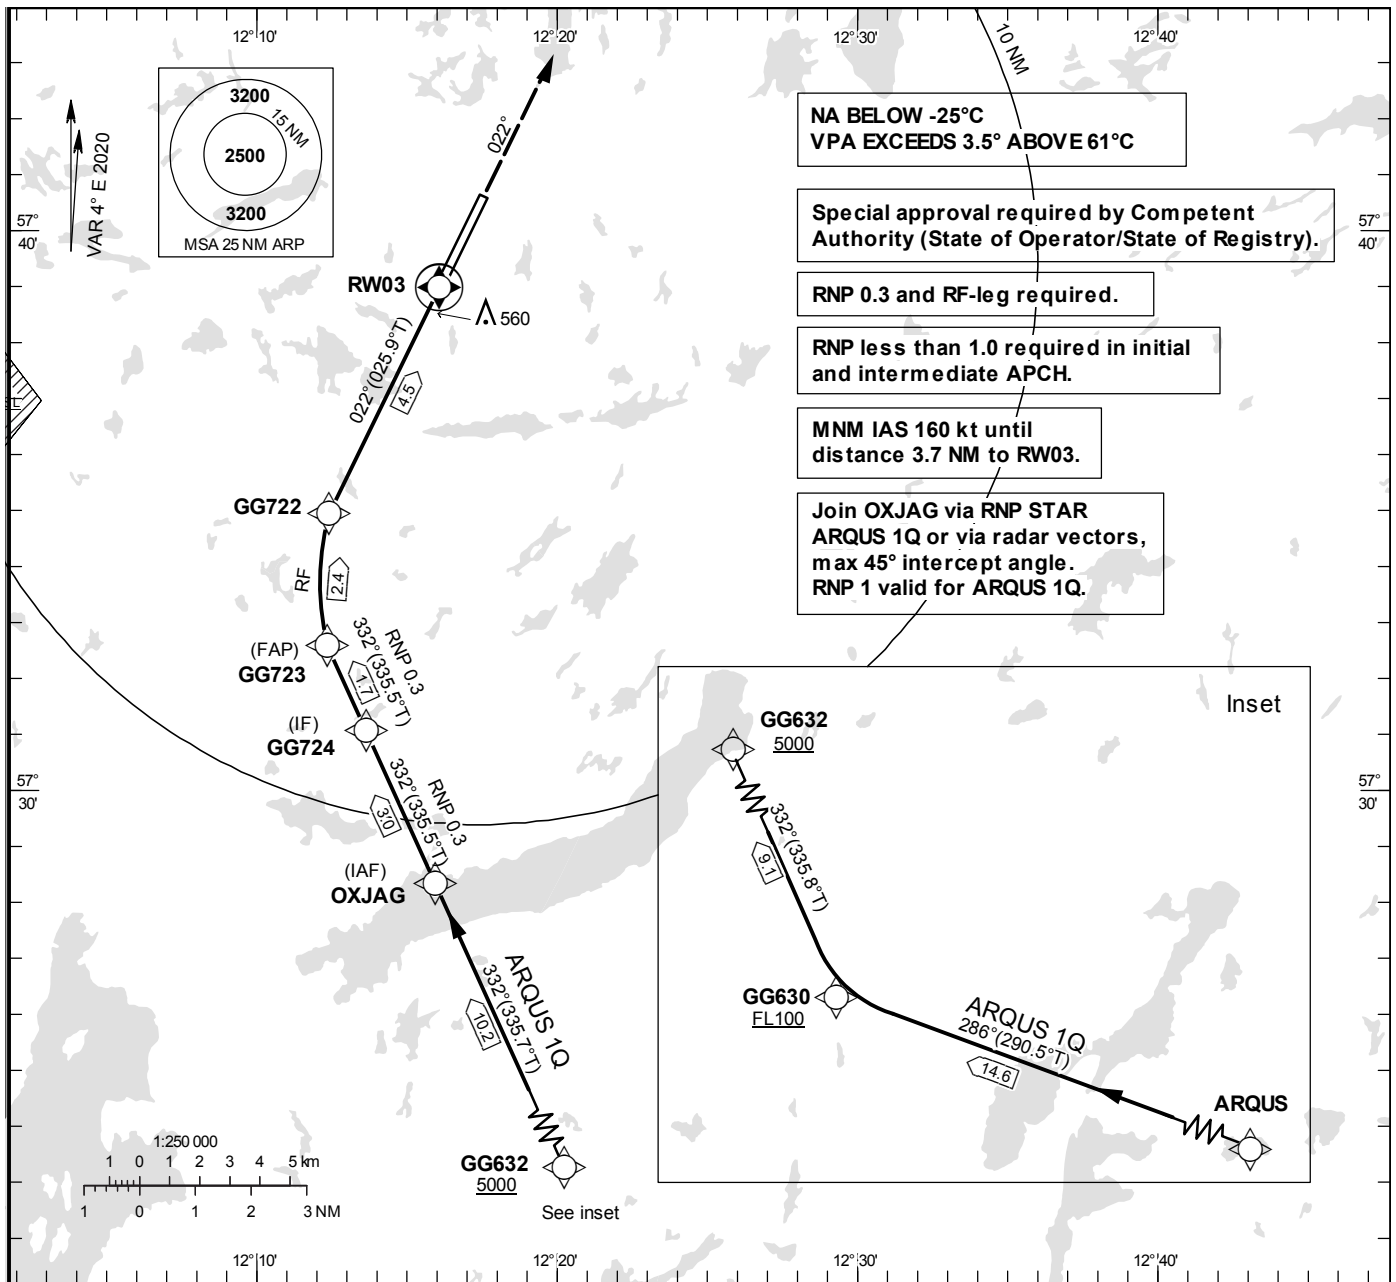 12° 10'
12° 20'
12° 30'
12° 40'
10 NM
3200
15 NM
2500
3200
MSA 25 NM ARP
VAR 4° E 2020
57°
40'
57°
40'
NA BELOW -25°C
VPA EXCEEDS 3.5° ABOVE 61°C
Special approval required by Competent
Authority (State of Operator/State of Registry).
RNP 0.3 and RF-leg required.
RNP less than 1.0 required in initial
and intermediate APCH.
MNM IAS 160 kt until
distance 3.7 NM to RW03.
Join OXJAG via RNP STAR
ARQUS 1Q or via radar vectors,
max 45° intercept angle.
RNP 1 valid for ARQUS 1Q.
022°
RW03
560
022°(025.9°T)
4.5
GG722
RF
2.4
(FAP)
GG723
RNP 0.3
332°(335.5°T)
1.7
(IF)
GG724
RNP 0.3
332°(335.5°T)
3.0
(IAF)
OXJAG
ARQUS 1Q
332°(335.7°T)
10.2
GG632
5000
See inset
57°
30'
57°
30'
Inset
GG632
5000
332°(335.8°T)
9.1
GG630
FL100
ARQUS 1Q
286°(290.5°T)
14.6
ARQUS
1:250 000
1 0 1 2 3 4 5 km
1 0 1 2 3 NM
12° 10'
12° 20'
12° 30'
12° 40'